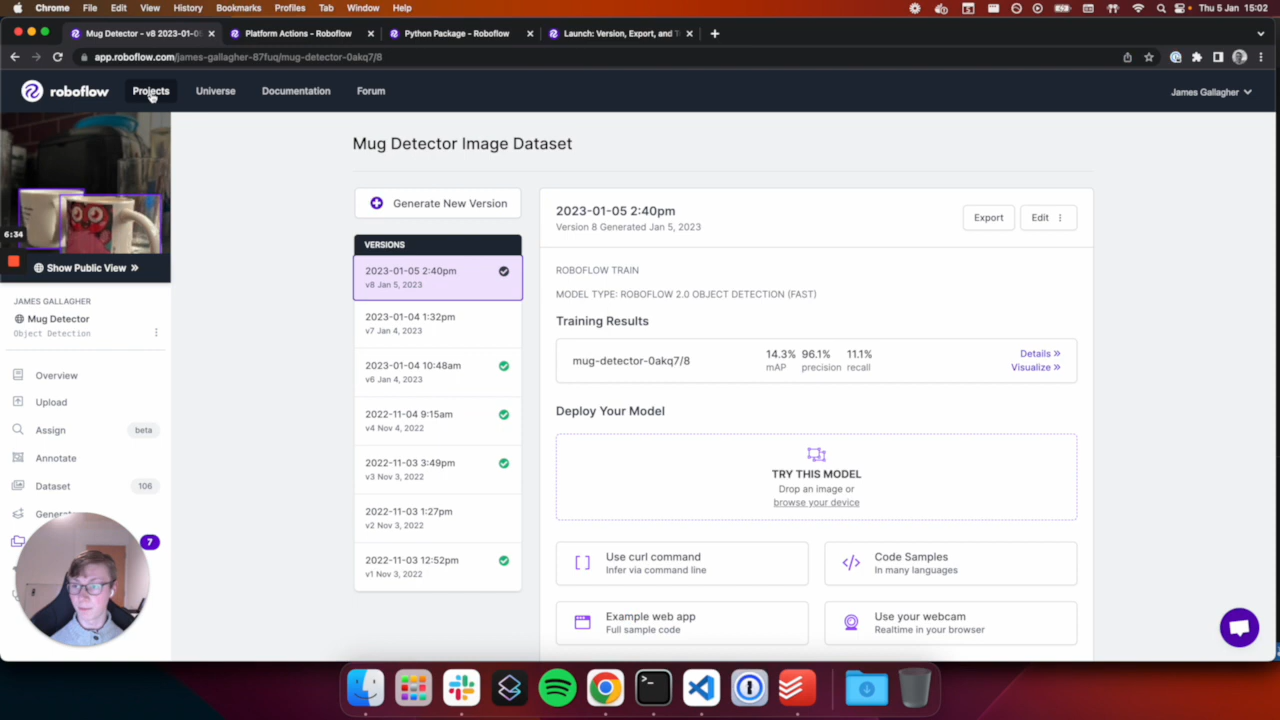 Chrome File Edit View History Bookmarks Profiles Tab Window Help Thu 5 Jan 15:02
Mug Detector - v8 2023-01-0 Platform Actions - Roboflow Python Package - Roboflow Launch: Version, Export, and T
app.roboflow.com/james-gallagher-87fuq/mug-detector-0akq7/8
roboflow Projects Universe Documentation Forum James Gallagher
6:34
Show Public View »
JAMES GALLAGHER
Mug Detector
Object Detection
Overview
Upload
Assign beta
Annotate
Dataset 106
Genera
7
Mug Detector Image Dataset
Generate New Version
VERSIONS
2023-01-05 2:40pm
v8 Jan 5, 2023
2023-01-04 1:32pm
v7 Jan 4, 2023
2023-01-04 10:48am
v6 Jan 4, 2023
2022-11-04 9:15am
v4 Nov 4, 2022
2022-11-03 3:49pm
v3 Nov 3, 2022
2022-11-03 1:27pm
v2 Nov 3, 2022
2022-11-03 12:52pm
v1 Nov 3, 2022
2023-01-05 2:40pm
Version 8 Generated Jan 5, 2023
Export Edit
ROBOFLOW TRAIN
MODEL TYPE: ROBOFLOW 2.0 OBJECT DETECTION (FAST)
Training Results
mug-detector-0akq7/8
14.3% 96.1% 11.1%
mAP precision recall
Details »
Visualize »
Deploy Your Model
TRY THIS MODEL
Drop an image or
browse your device
Use curl command
Infer via command line
Code Samples
In many languages
Example web app
Full sample code
Use your webcam
Realtime in your browser